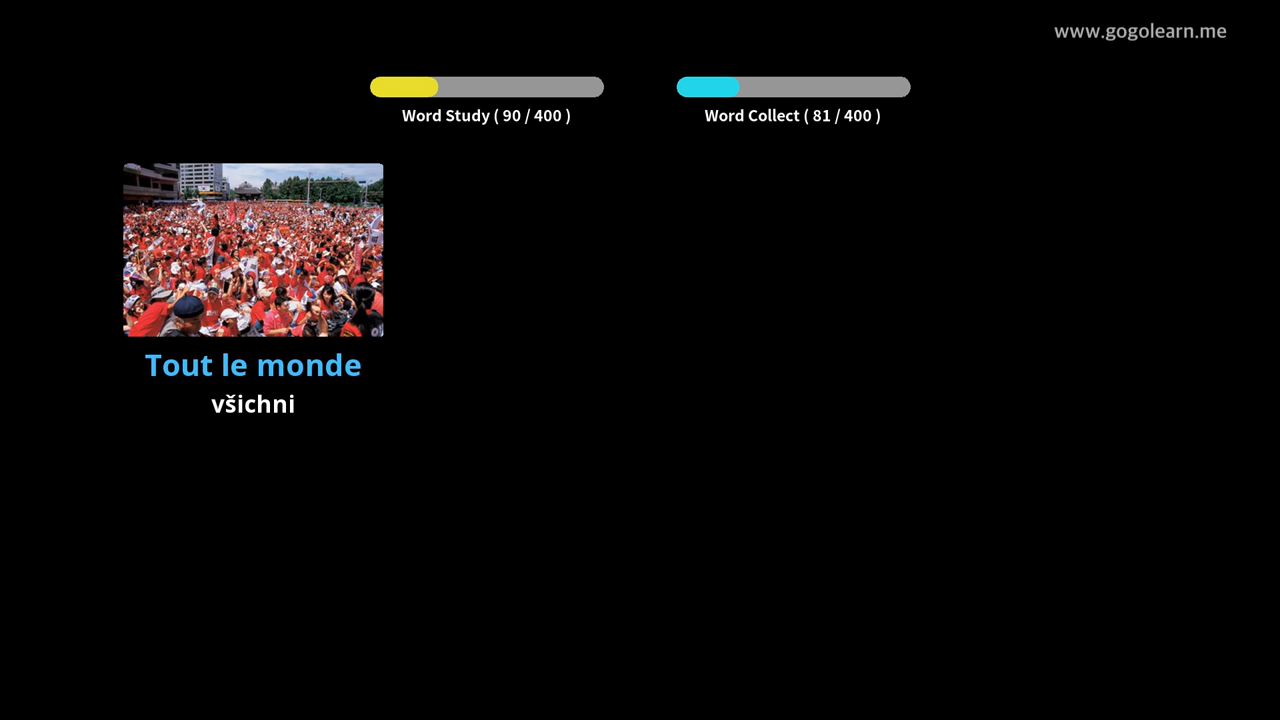 www.gogolearn.me
Word Study ( 90 / 400 )
Word Collect ( 81 / 400 )
Tout le monde
všichni